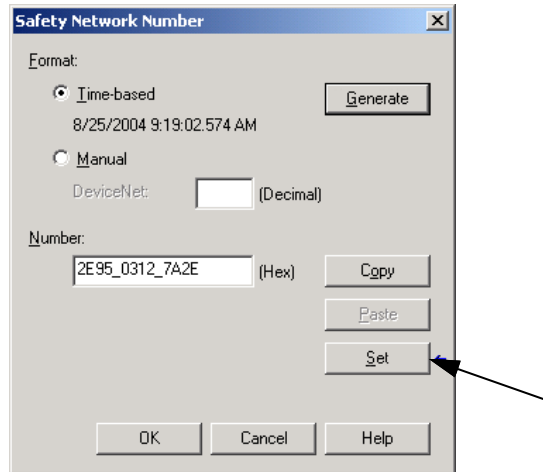 Safety Network Number
Format:
Time-based
Generate
8/25/2004 9:19:02.574 AM
Manual
DeviceNet: (Decimal)
Number:
2E95_0312_7A2E (Hex) Copy
Paste
Set
OK Cancel Help